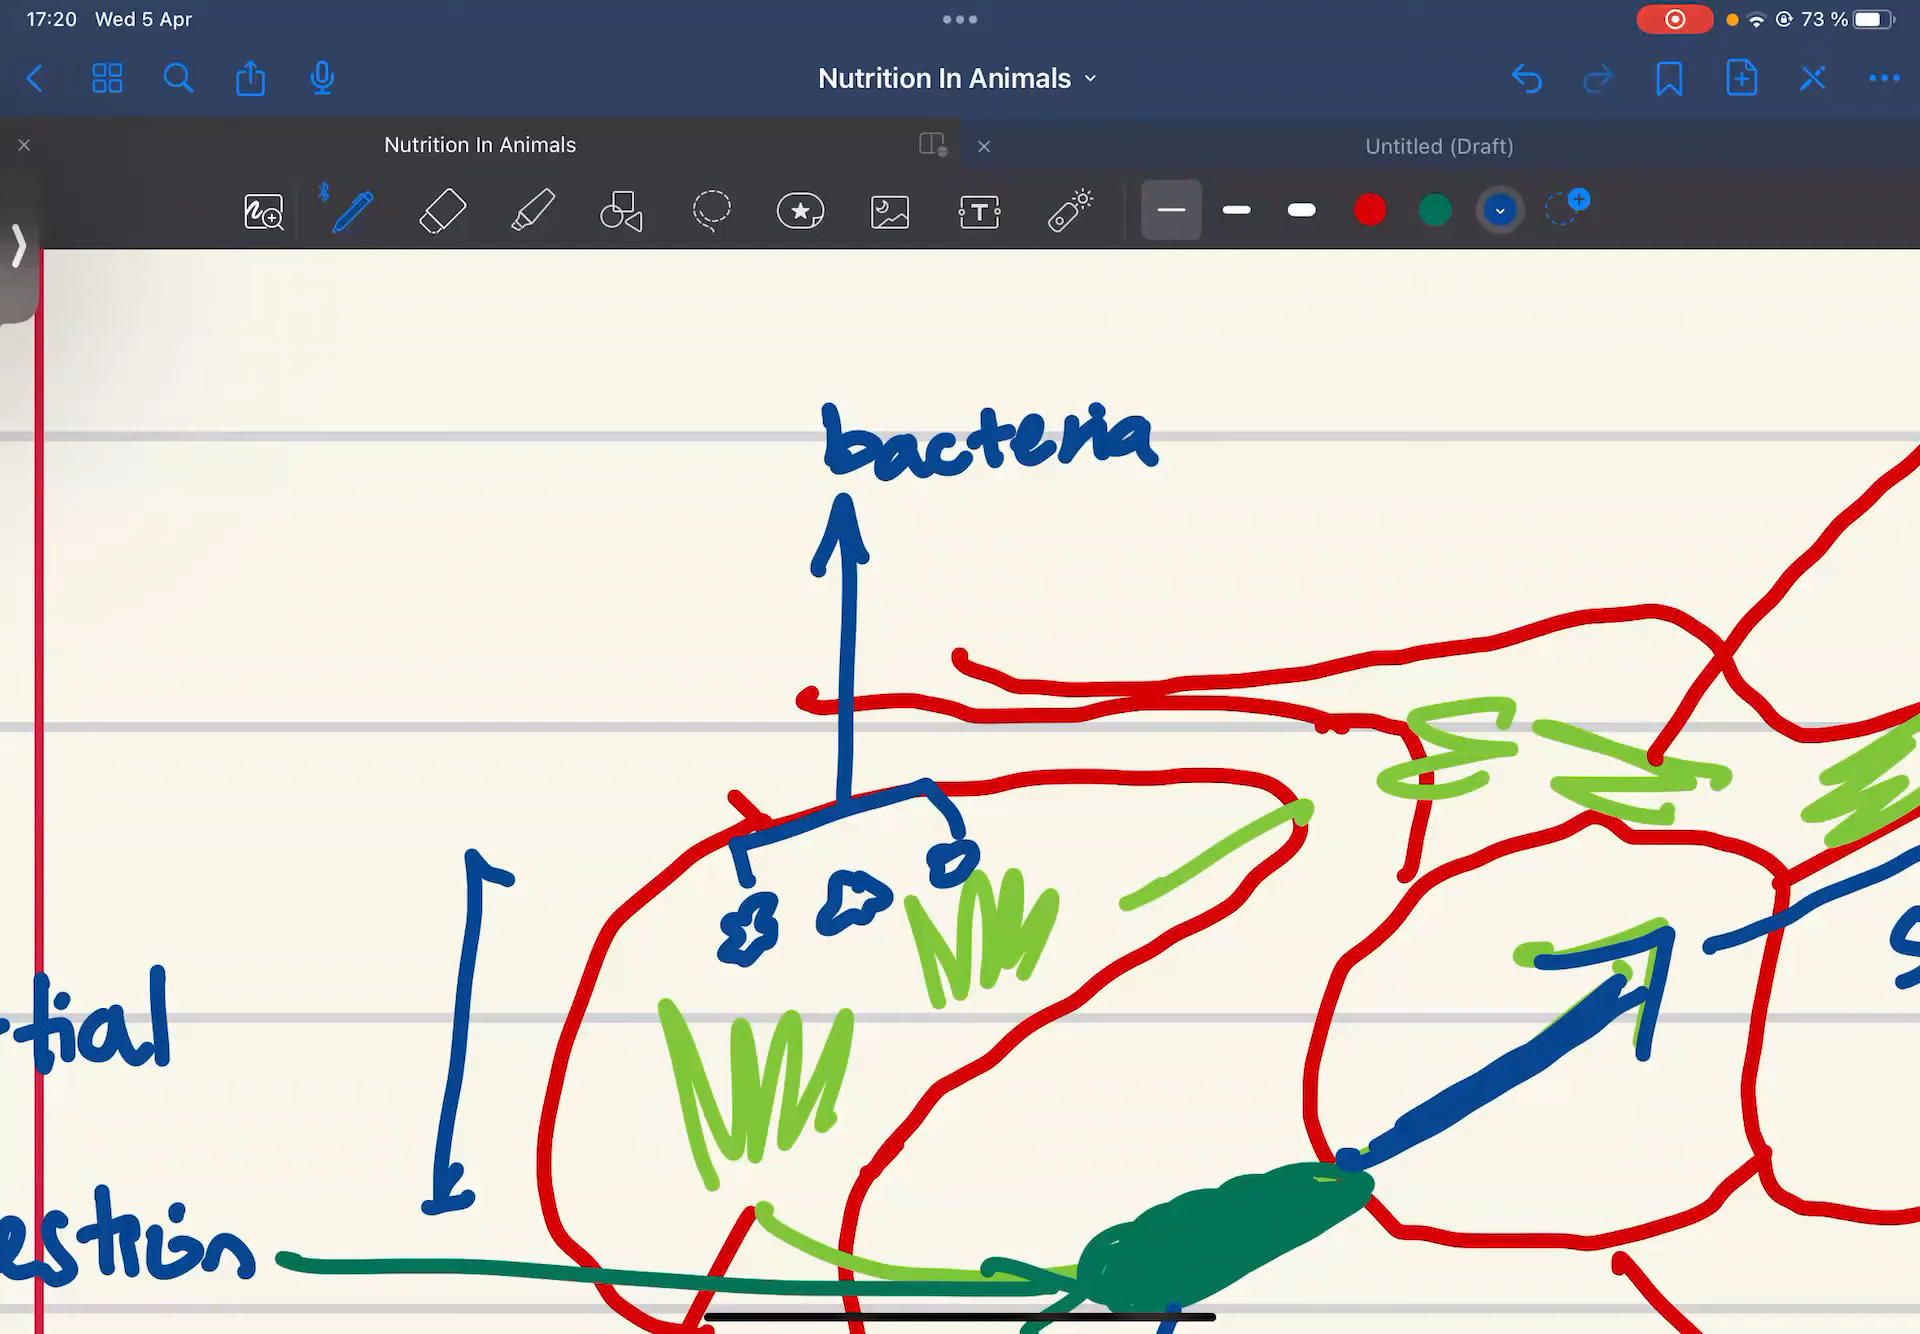 17:20 Wed 5 Apr
73 %
Nutrition In Animals
Nutrition In Animals
Untitled (Draft)
T
bacteria
tial
estion